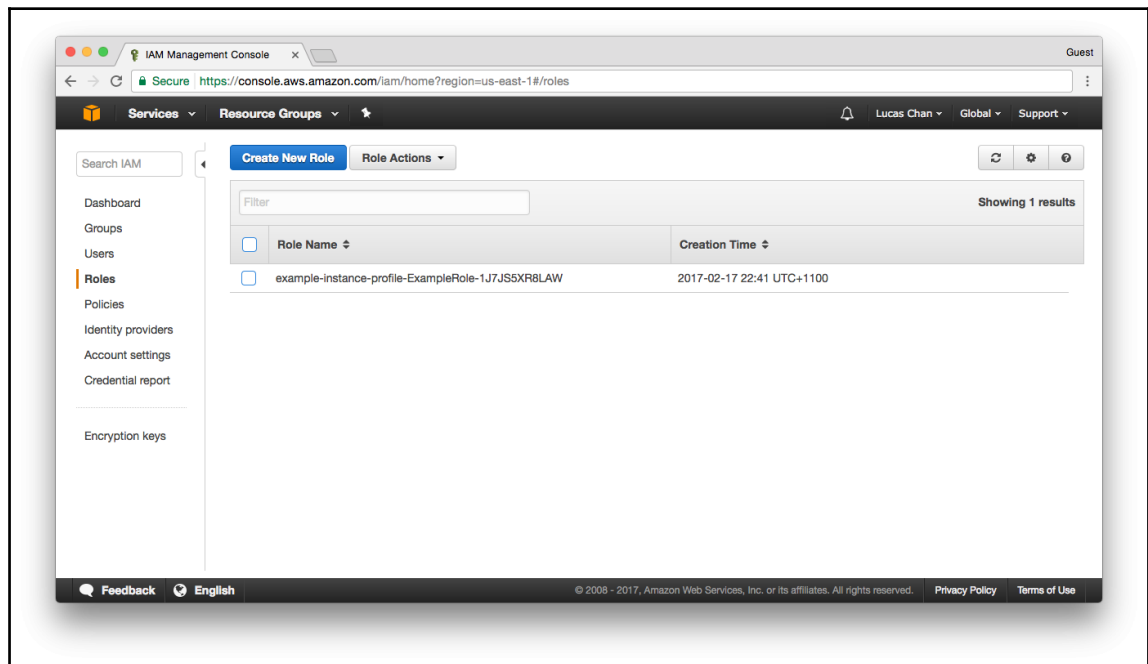 IAM Management Console
Guest
Secure https://console.aws.amazon.com/iam/home?region=us-east-1#/roles
Services Resource Groups Lucas Chan Global Support
Search IAM
Create New Role Role Actions
Filter
Showing 1 results
Dashboard
Groups
Users
Roles
Policies
Identity providers
Account settings
Credential report
Encryption keys
Role Name Creation Time
example-instance-profile-ExampleRole-1J7JS5XR8LAW 2017-02-17 22:41 UTC+1100
Feedback English © 2008 - 2017, Amazon Web Services, Inc. or its affiliates. All rights reserved. Privacy Policy Terms of Use